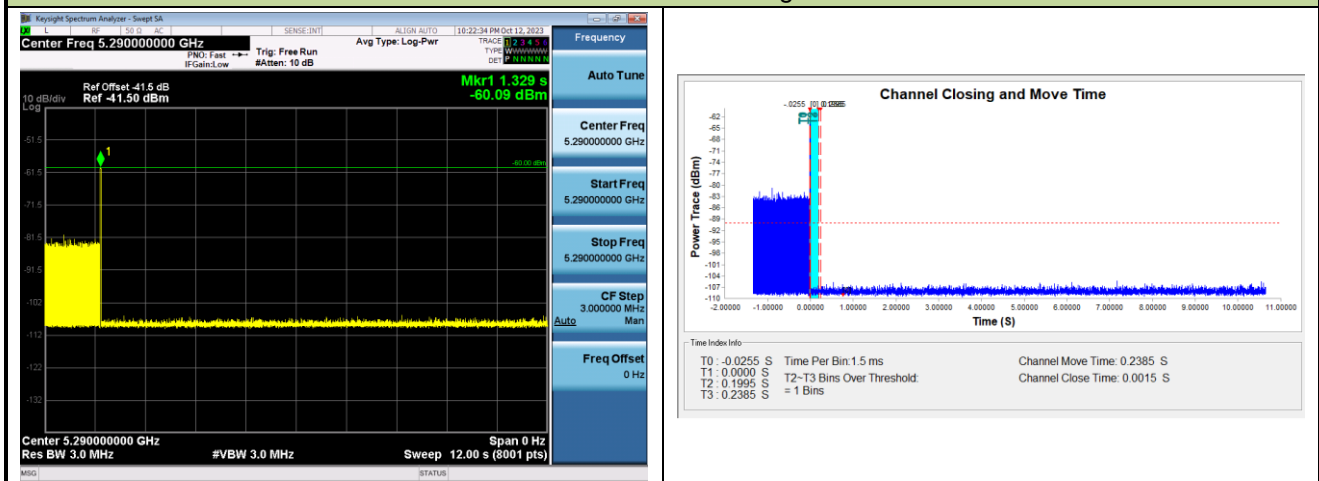 Keysight Spectrum Analyzer - Swept SA
L RF 50 Ω AC SENSE:INT ALIGN AUTO 10:22:34 PM Oct 12, 2023
Center Freq 5.290000000 GHz
PNO: Fast
IFGain:Low
Trig: Free Run
#Atten: 10 dB
Avg Type: Log-Pwr
TRACE 1 2 3 4 5 6
TYPE WWWWWW
DET P N N N N N
Ref Offset -41.5 dB
10 dB/div Ref -41.50 dBm
Log
Mkr1 1.329 s
-60.09 dBm
1
-60.00 dBm
-51.5
-61.5
-71.5
-81.5
-91.5
-102
-112
-122
-132
Center 5.290000000 GHz
Span 0 Hz
Res BW 3.0 MHz
#VBW 3.0 MHz
Sweep 12.00 s (8001 pts)
MSG
STATUS
Frequency
Auto Tune
Center Freq
5.290000000 GHz
Start Freq
5.290000000 GHz
Stop Freq
5.290000000 GHz
CF Step
3.000000 MHz
Auto Man
Freq Offset
0 Hz
Channel Closing and Move Time
-.0255
Power Trace (dBm)
-62
-65
-68
-71
-74
-77
-80
-83
-86
-89
-92
-95
-98
-101
-104
-107
-110
-2.00000 -1.00000 0.00000 1.00000 2.00000 3.00000 4.00000 5.00000 6.00000 7.00000 8.00000 9.00000 10.00000 11.00000
Time (S)
Time Index Info
T0 : -0.0255 S
T1 : 0.0000 S
T2 : 0.1995 S
T3 : 0.2385 S
Time Per Bin:1.5 ms
T2~T3 Bins Over Threshold:
= 1 Bins
Channel Move Time: 0.2385 S
Channel Close Time: 0.0015 S